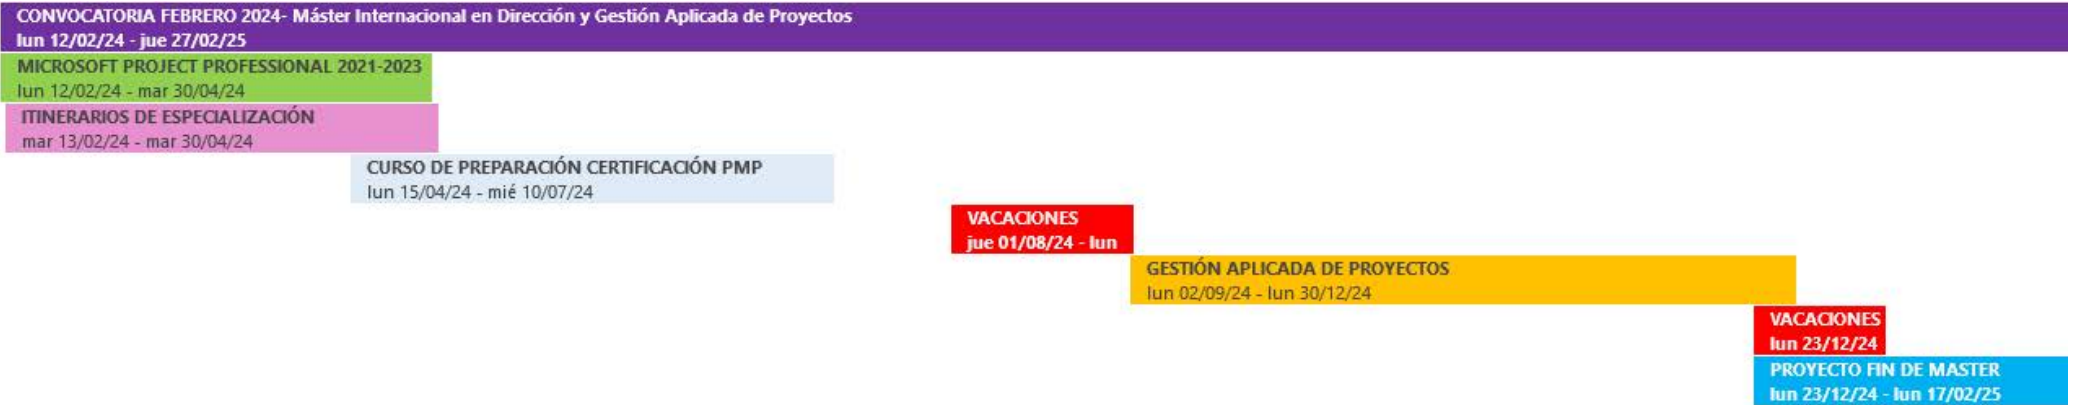 CONVOCATORIA FEBRERO 2024- Máster Internacional en Dirección y Gestión Aplicada de Proyectos
lun 12/02/24 - jue 27/02/25
MICROSOFT PROJECT PROFESSIONAL 2021-2023
lun 12/02/24 - mar 30/04/24
ITINERARIOS DE ESPECIALIZACIÓN
mar 13/02/24 - mar 30/04/24
CURSO DE PREPARACIÓN CERTIFICACIÓN PMP
lun 15/04/24 - mié 10/07/24
VACACIONES
jue 01/08/24 - lun
GESTIÓN APLICADA DE PROYECTOS
lun 02/09/24 - lun 30/12/24
VACACIONES
lun 23/12/24
PROYECTO FIN DE MASTER
lun 23/12/24 - lun 17/02/25